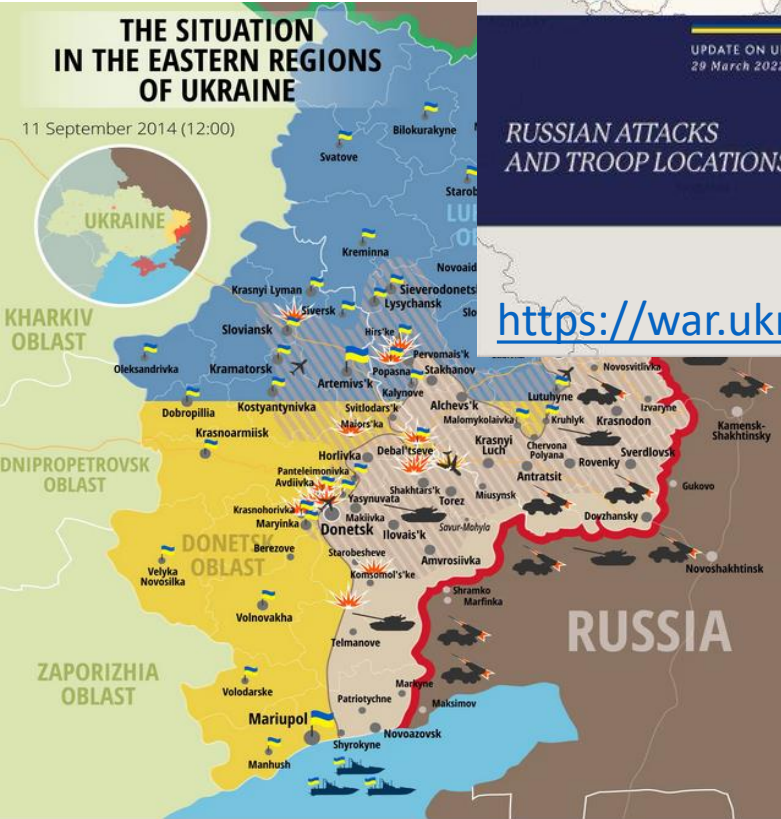 THE SITUATION
IN THE EASTERN REGIONS
OF UKRAINE
11 September 2014 (12:00)
UPDATE ON
29 March 2022
RUSSIAN ATTACKS
AND TROOP LOCATIONS
https://war.ukr
UKRAINE
Bilokurakyne
Svatove
Kreminna
Krasnyi Lyman
Sieverodonets
Lysychansk
Siversk
KHARKIV
OBLAST
Sloviansk
Hirs'ke
Pervomais'k
Oleksandrivka
Kramatorsk
Artemivs'k
Popasna
Stakhanov
Novosvitlivka
Kalynove
Lutuhyne
Kostyantynivka
Svitlodars'k
Alchevs'k
Izvaryne
Dobropillia
Maiors'ka
Malomykolaivka
Kruhlyk
Krasnodon
Kamensk-
Shakhtinsky
Krasnoarmiisk
Krasnyi
Luch
Chervona
Polyana
Horlivka
Debal'tseve
Rovenky
Sverdlovsk
DNIPROPETROVSK
OBLAST
Panteleimonivka
Avdiivka
Antratsit
Yasynuvata
Shakhtars'k
Torez
Miusynsk
Gukovo
Krasnohorivka
Maryinka
Makiivka
Savur-Mohyla
Dovzhansky
Donetsk
Ilovais'k
DONETSK
OBLAST
Berezove
Starobesheve
Amvrosiivka
Velyka
Novosilka
Komsomol's'ke
Novoshakhtinsk
Shramko
Marfinka
Volnovakha
RUSSIA
Telmanove
ZAPORIZHIA
OBLAST
Volodarske
Markyne
Patriotychne
Maksimov
Mariupol
Novoazovsk
Shyrokyne
Manhush